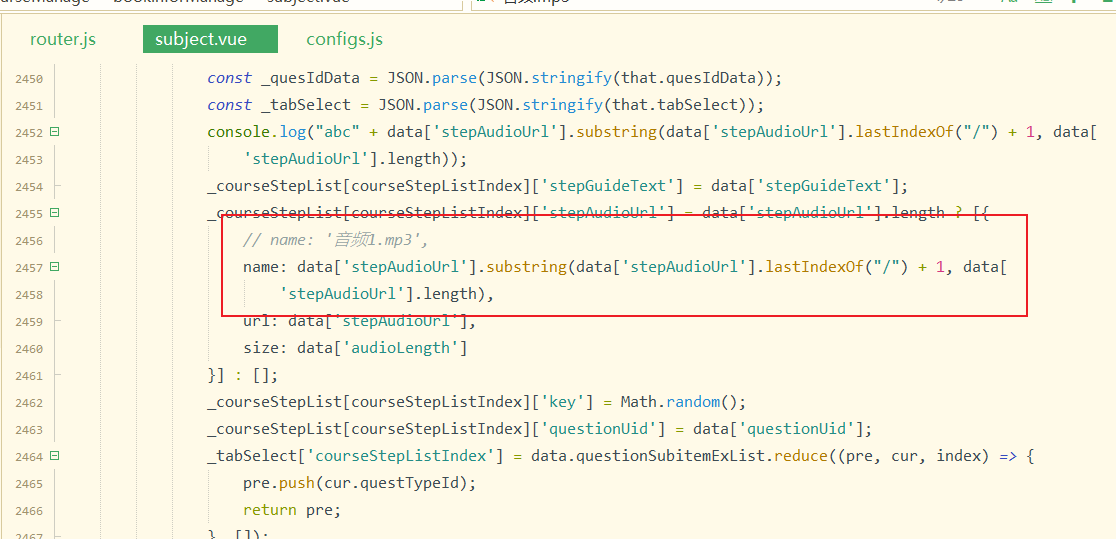 router.js subject.vue configs.js
2450 const _quesIdData = JSON.parse(JSON.stringify(that.quesIdData));
2451 const _tabSelect = JSON.parse(JSON.stringify(that.tabSelect));
2452 console.log("abc" + data['stepAudioUrl'].substring(data['stepAudioUrl'].lastIndexOf("/") + 1, data[
2453 'stepAudioUrl'].length));
2454 _courseStepList[courseStepListIndex]['stepGuideText'] = data['stepGuideText'];
2455 _courseStepList[courseStepListIndex]['stepAudioUrl'] = data['stepAudioUrl'].length ? [{
2456 // name: '音频1.mp3',
2457 name: data['stepAudioUrl'].substring(data['stepAudioUrl'].lastIndexOf("/") + 1, data[
2458 'stepAudioUrl'].length),
2459 url: data['stepAudioUrl'],
2460 size: data['audioLength']
2461 }] : [];
2462 _courseStepList[courseStepListIndex]['key'] = Math.random();
2463 _courseStepList[courseStepListIndex]['questionUid'] = data['questionUid'];
2464 _tabSelect['courseStepListIndex'] = data.questionSubitemExList.reduce((pre, cur, index) => {
2465 pre.push(cur.questTypeId);
2466 return pre;
2467 }, []);